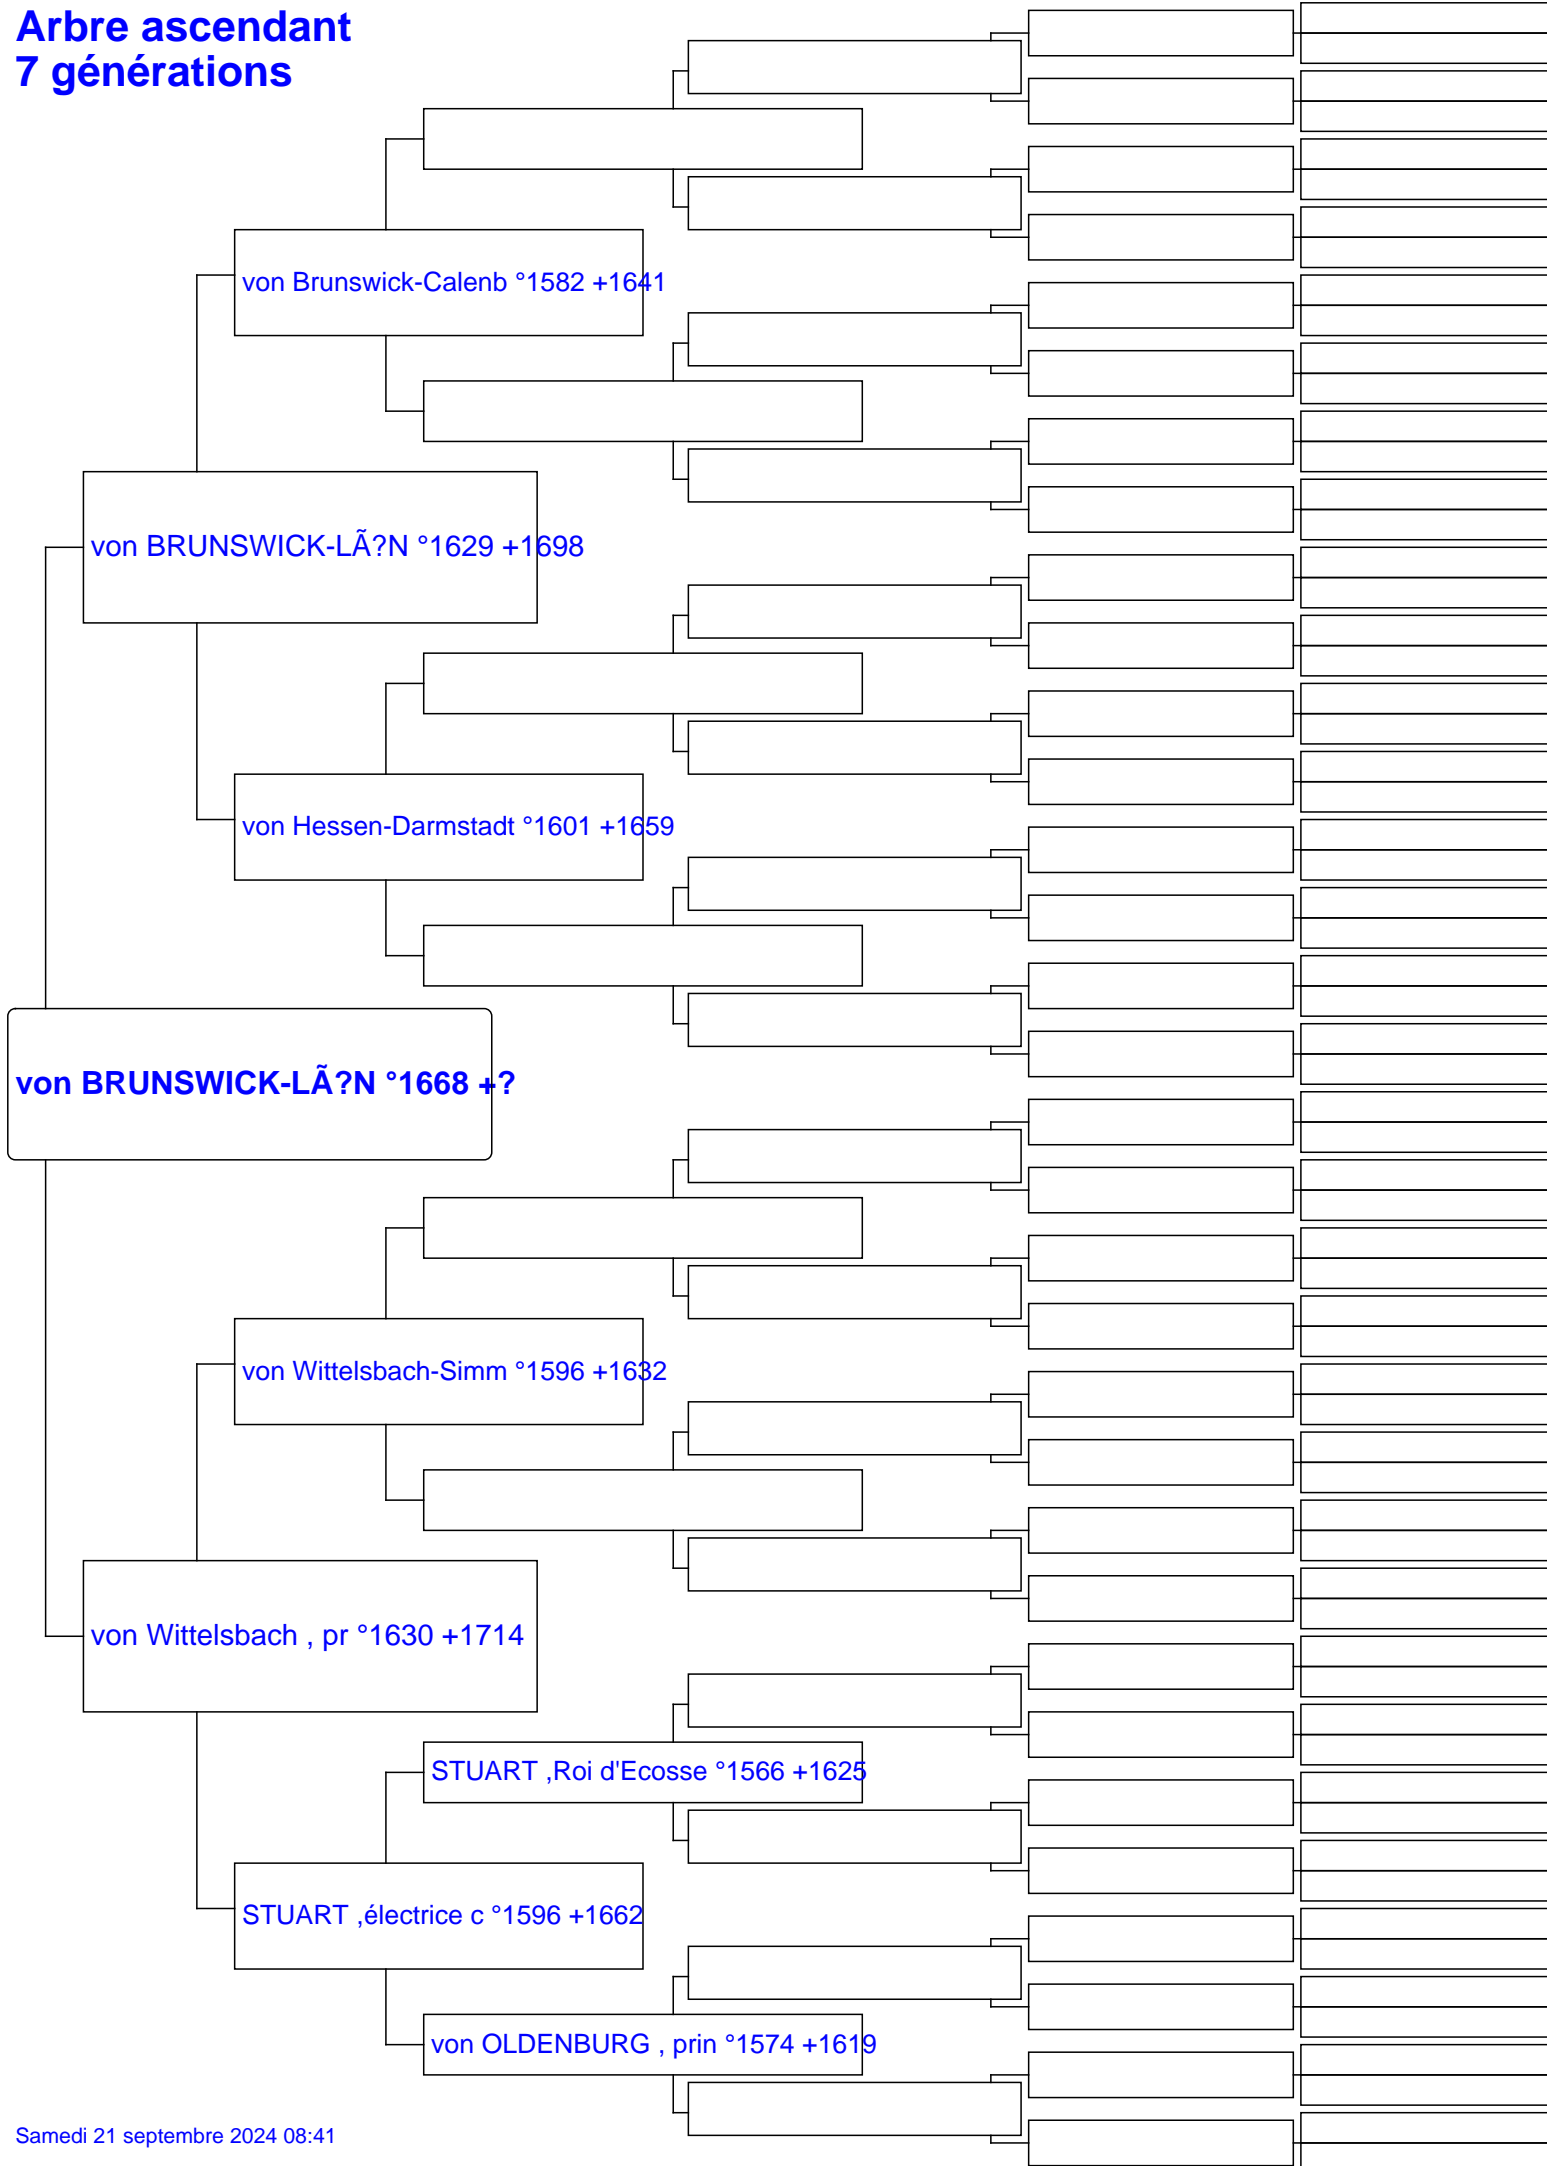 Arbre ascendant
7 générations
von Brunswick-Calenb °1582 +1641
von BRUNSWICK-LÃ?N °1629 +1698
von Hessen-Darmstadt °1601 +1659
von BRUNSWICK-LÃ?N °1668 +?
von Wittelsbach-Simm °1596 +1632
von Wittelsbach , pr °1630 +1714
STUART ,Roi d'Ecosse °1566 +1625
STUART ,électrice c °1596 +1662
von OLDENBURG , prin °1574 +1619
Samedi 21 septembre 2024 08:41